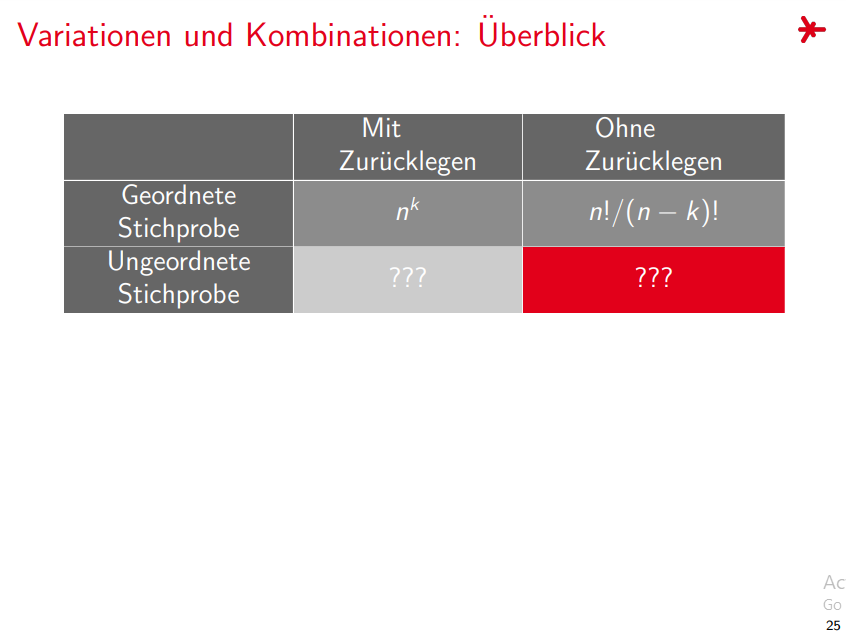 Variationen und Kombinationen: Überblick
Mit
Zurücklegen
Ohne
Zurücklegen
Geordnete
Stichprobe
n^k
n!/(n − k)!
Ungeordnete
Stichprobe
???
???
Ac
Go
25